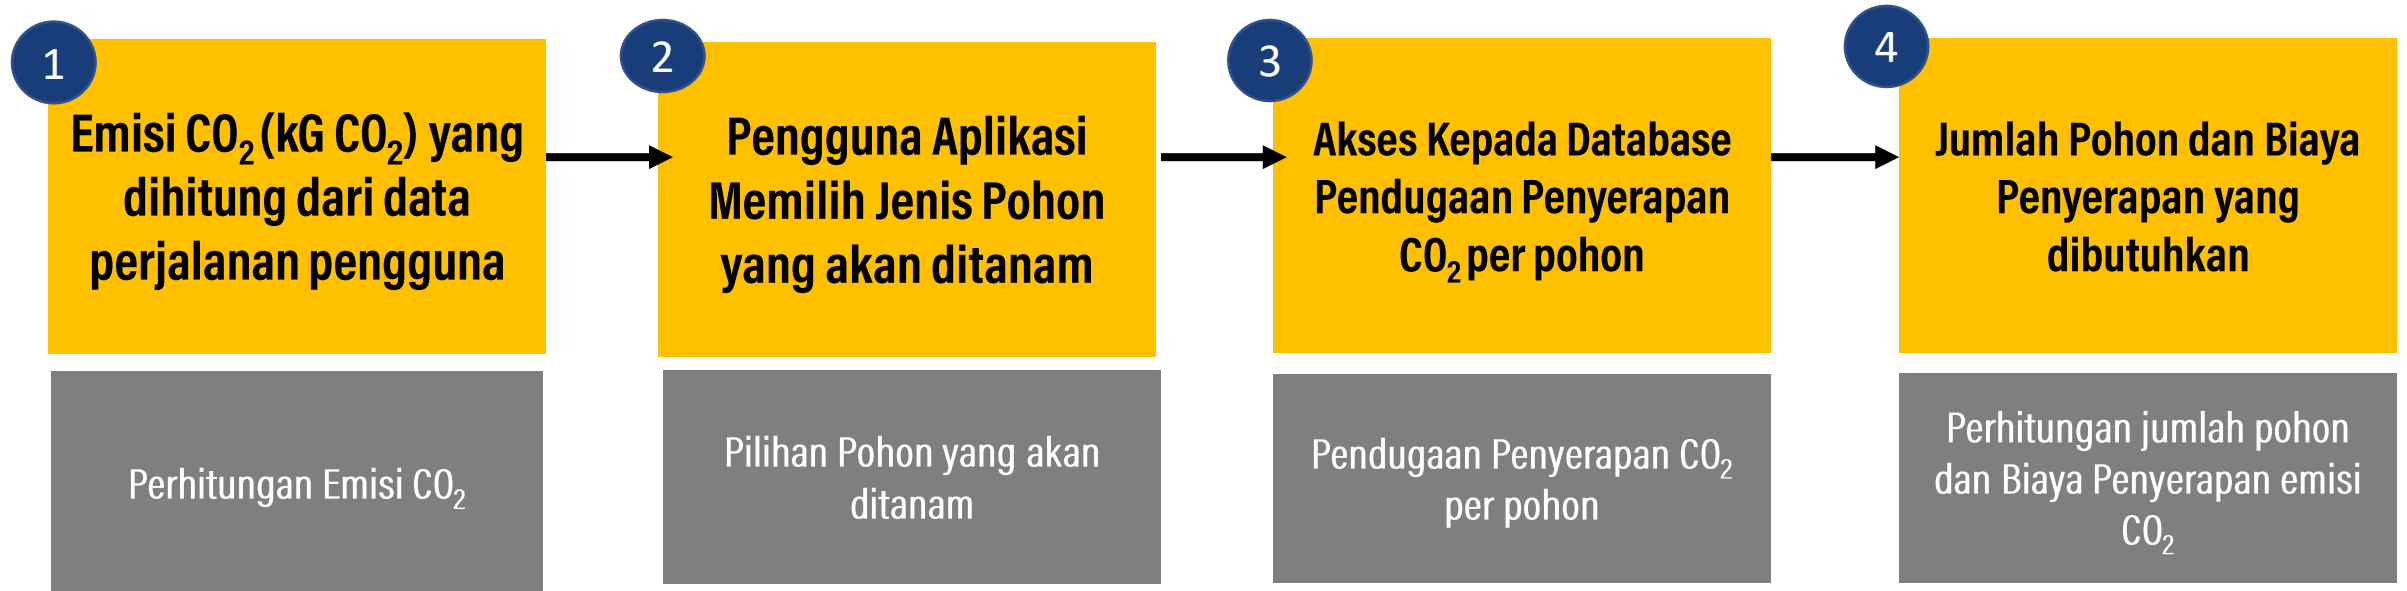 1
Emisi CO₂ (kG CO₂) yang
dihitung dari data
perjalanan pengguna
Perhitungan Emisi CO₂
2
Pengguna Aplikasi
Memilih Jenis Pohon
yang akan ditanam
Pilihan Pohon yang akan
ditanam
3
Akses Kepada Database
Pendugaan Penyerapan
CO₂ per pohon
Pendugaan Penyerapan CO₂
per pohon
4
Jumlah Pohon dan Biaya
Penyerapan yang
dibutuhkan
Perhitungan jumlah pohon
dan Biaya Penyerapan emisi
CO₂